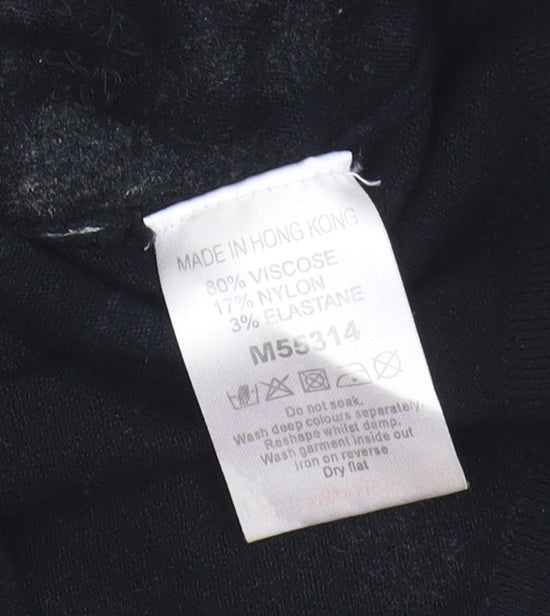 MADE IN HONG KONG
80% VISCOSE
17% NYLON
3% ELASTANE
M55314
Do not soak.
Wash deep colours separately.
Reshape whilst damp.
Wash garment inside out
Iron on reverse
Dry flat